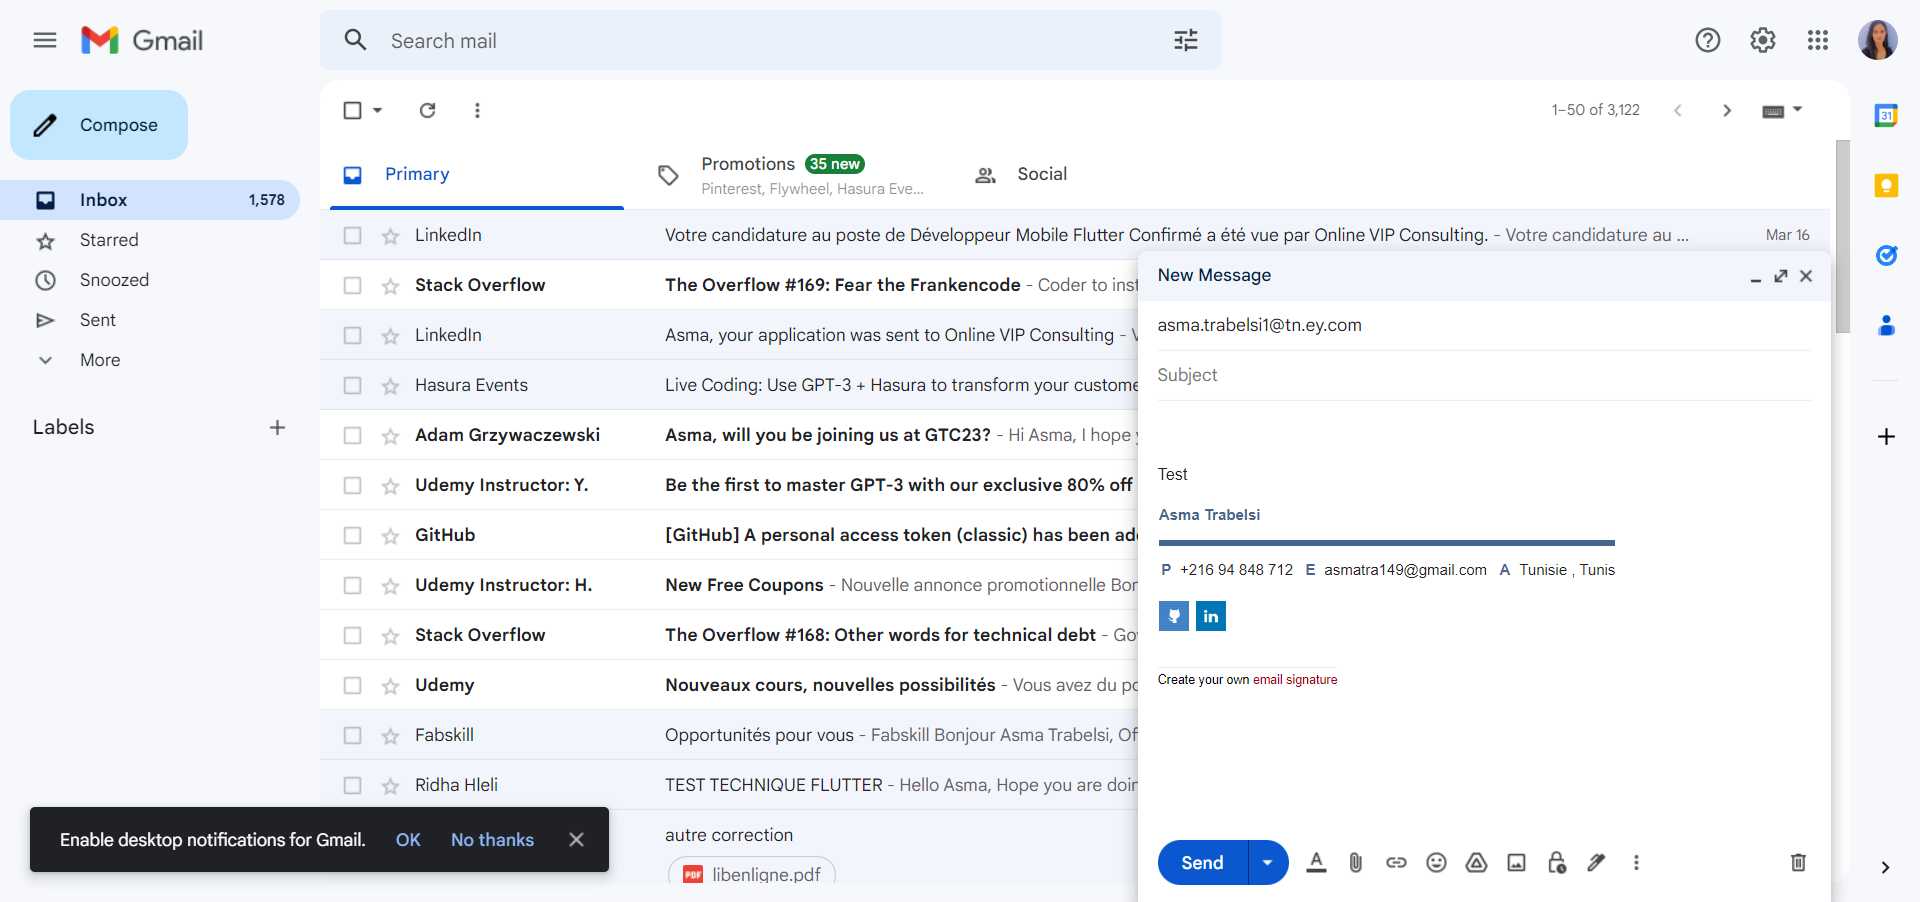 Gmail
Search mail
Compose
Inbox 1,578
Starred
Snoozed
Sent
More
Labels
1–50 of 3,122
Primary
Promotions 35 new
Pinterest, Flywheel, Hasura Eve...
Social
LinkedIn Votre candidature au poste de Développeur Mobile Flutter Confirmé a été vue par Online VIP Consulting. - Votre candidature au ... Mar 16
Stack Overflow The Overflow #169: Fear the Frankencode - Coder to inst
LinkedIn Asma, your application was sent to Online VIP Consulting -
Hasura Events Live Coding: Use GPT-3 + Hasura to transform your custome
Adam Grzywaczewski Asma, will you be joining us at GTC23? - Hi Asma, I hope
Udemy Instructor: Y. Be the first to master GPT-3 with our exclusive 80% off
GitHub [GitHub] A personal access token (classic) has been ad
Udemy Instructor: H. New Free Coupons - Nouvelle annonce promotionnelle Bon
Stack Overflow The Overflow #168: Other words for technical debt - Go
Udemy Nouveaux cours, nouvelles possibilités - Vous avez du po
Fabskill Opportunités pour vous - Fabskill Bonjour Asma Trabelsi, Of
Ridha Hleli TEST TECHNIQUE FLUTTER - Hello Asma, Hope you are doin
autre correction
PDF libenligne.pdf
Enable desktop notifications for Gmail. OK No thanks
New Message
asma.trabelsi1@tn.ey.com
Subject
Test
Asma Trabelsi
P +216 94 848 712 E asmatra149@gmail.com A Tunisie , Tunis
in
Create your own email signature
Send
31